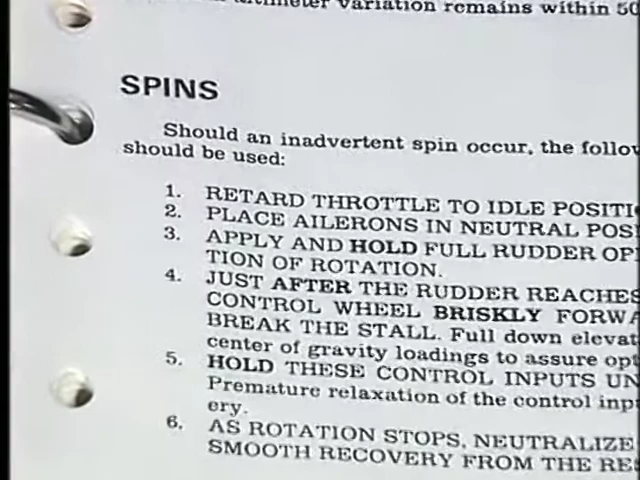 altimeter variation remains within 50
SPINS
Should an inadvertent spin occur, the follow
should be used:
1. RETARD THROTTLE TO IDLE POSITI
2. PLACE AILERONS IN NEUTRAL POSI
3. APPLY AND HOLD FULL RUDDER OP
TION OF ROTATION.
4. JUST AFTER THE RUDDER REACHES
CONTROL WHEEL BRISKLY FORWA
BREAK THE STALL. Full down elevat
center of gravity loadings to assure opt
5. HOLD THESE CONTROL INPUTS UN
Premature relaxation of the control inp
ery.
6. AS ROTATION STOPS, NEUTRALIZE
SMOOTH RECOVERY FROM THE RES